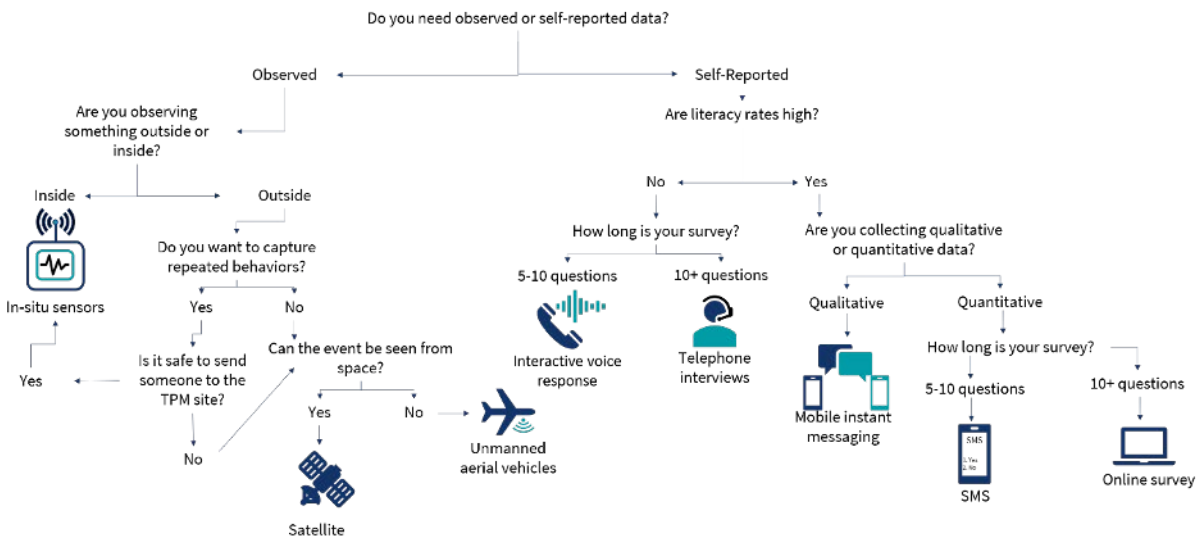 Do you need observed or self-reported data?
Observed
Self-Reported
Are you observing
something outside or
inside?
Are literacy rates high?
Inside
Outside
No
Yes
Do you want to capture
repeated behaviors?
How long is your survey?
Are you collecting qualitative
or quantitative data?
5-10 questions
10+ questions
In-situ sensors
Yes
No
Qualitative
Quantitative
Is it safe to send
someone to the
TPM site?
Can the event be seen from
space?
Interactive voice
response
Telephone
interviews
How long is your survey?
Yes
5-10 questions
10+ questions
Yes
No
Mobile instant
messaging
No
Unmanned
aerial vehicles
SMS
1. Yes
2. No
Satellite
SMS
Online survey